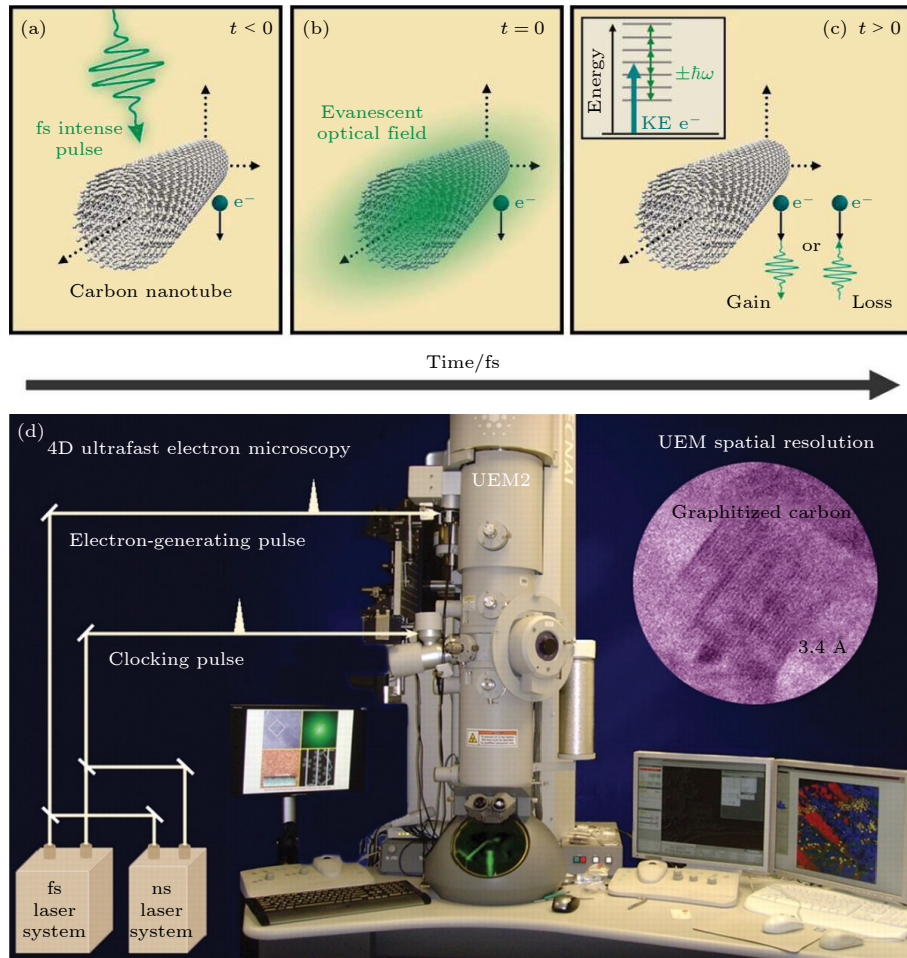 (a)
t < 0
fs intense
pulse
e⁻
Carbon nanotube
(b)
t = 0
Evanescent
optical field
e⁻
(c) t > 0
Energy
±ℏω
KE e⁻
e⁻
e⁻
or
Gain
Loss
Time/fs
(d)
4D ultrafast electron microscopy
UEM2
TECNAI
UEM spatial resolution
Graphitized carbon
3.4 A
Electron-generating pulse
Clocking pulse
fs
laser
system
ns
laser
system